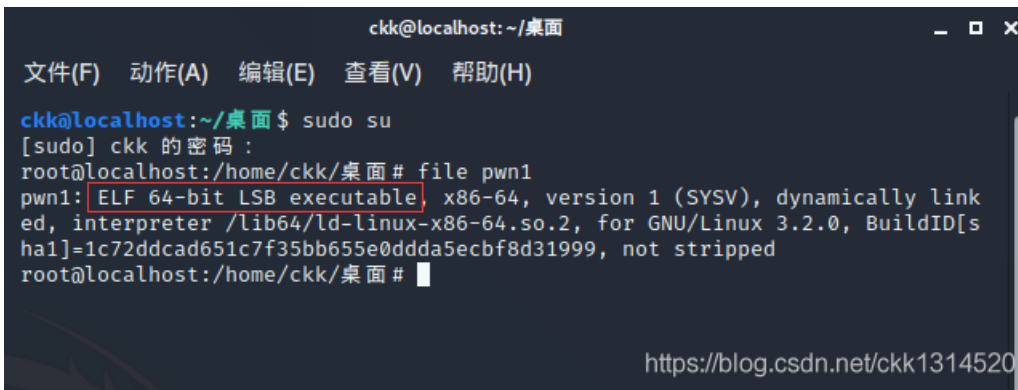 ckk@localhost: ~/桌面
文件(F) 动作(A) 编辑(E) 查看(V) 帮助(H)
ckk@localhost:~/桌面$ sudo su
[sudo] ckk 的密码：
root@localhost:/home/ckk/桌面# file pwn1
pwn1: ELF 64-bit LSB executable, x86-64, version 1 (SYSV), dynamically link
ed, interpreter /lib64/ld-linux-x86-64.so.2, for GNU/Linux 3.2.0, BuildID[s
ha1]=1c72ddcad651c7f35bb655e0ddda5ecbf8d31999, not stripped
root@localhost:/home/ckk/桌面#
https://blog.csdn.net/ckk1314520